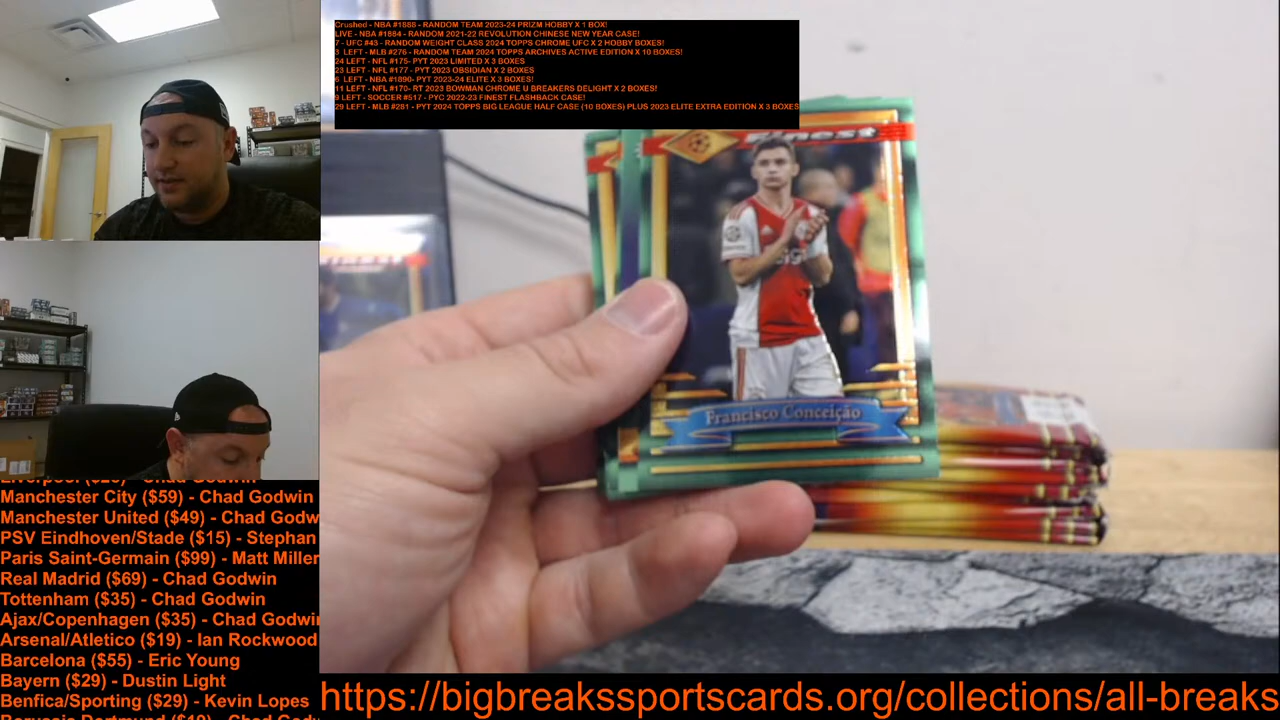 Crushed - NBA #1888 - RANDOM TEAM 2023-24 PRIZM HOBBY X 1 BOX!
LIVE - NBA #1884 - RANDOM 2021-22 REVOLUTION CHINESE NEW YEAR CASE!
7 - UFC #43 - RANDOM WEIGHT CLASS 2024 TOPPS CHROME UFC X 2 HOBBY BOXES!
3 LEFT - MLB #276 - RANDOM TEAM 2024 TOPPS ARCHIVES ACTIVE EDITION X 10 BOXES!
24 LEFT - NFL #175- PYT 2023 LIMITED X 3 BOXES
23 LEFT - NFL #177 - PYT 2023 OBSIDIAN X 2 BOXES
6 LEFT - NBA #1890- PYT 2023-24 ELITE X 3 BOXES!
11 LEFT - NFL #170- RT 2023 BOWMAN CHROME U BREAKERS DELIGHT X 2 BOXES!
9 LEFT - SOCCER #517 - PYC 2022-23 FINEST FLASHBACK CASE!
29 LEFT - MLB #281 - PYT 2024 TOPPS BIG LEAGUE HALF CASE (10 BOXES) PLUS 2023 ELITE EXTRA EDITION X 3 BOXES
Finest
Francisco Conceição
Manchester City ($59) - Chad Godwin
Manchester United ($49) - Chad Godw
PSV Eindhoven/Stade ($15) - Stephan
Paris Saint-Germain ($99) - Matt Miller
Real Madrid ($69) - Chad Godwin
Tottenham ($35) - Chad Godwin
Ajax/Copenhagen ($35) - Chad Godwi
Arsenal/Atletico ($19) - Ian Rockwood
Barcelona ($55) - Eric Young
Bayern ($29) - Dustin Light
Benfica/Sporting ($29) - Kevin Lopes
https://bigbreakssportscards.org/collections/all-breaks